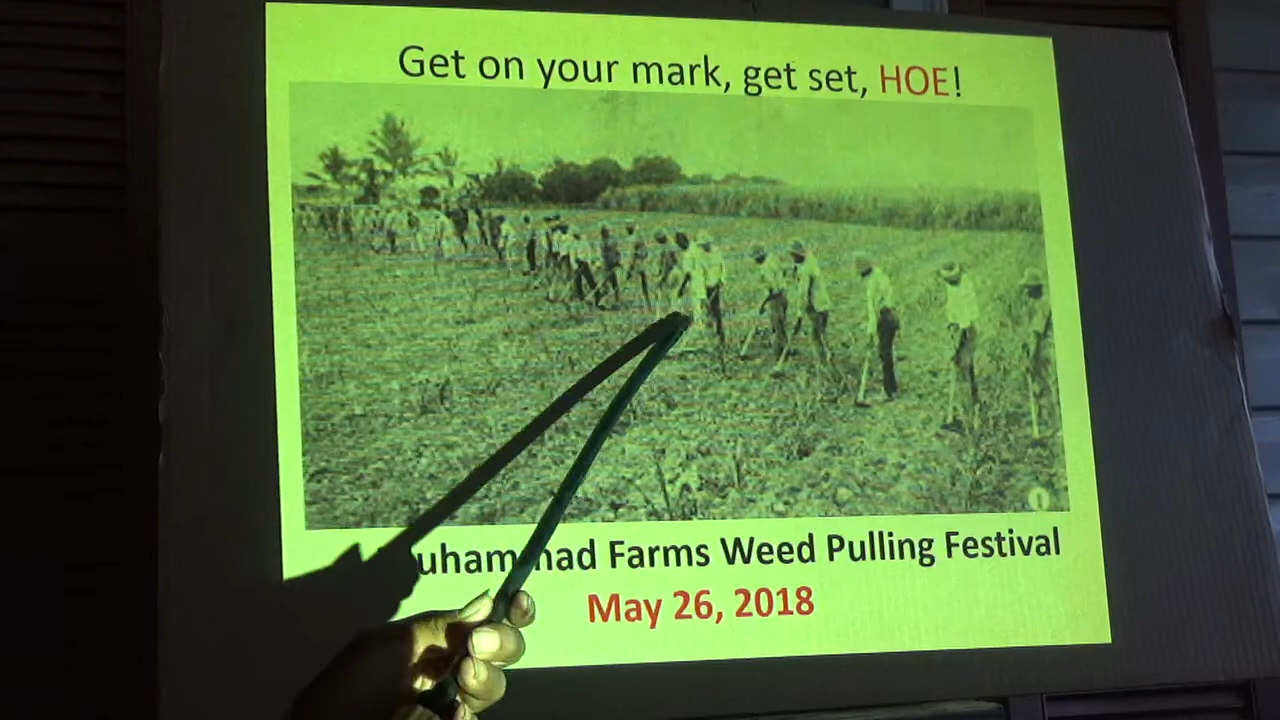 Get on your mark, get set, HOE!
Farms Weed Pulling Festival
May 26, 2018